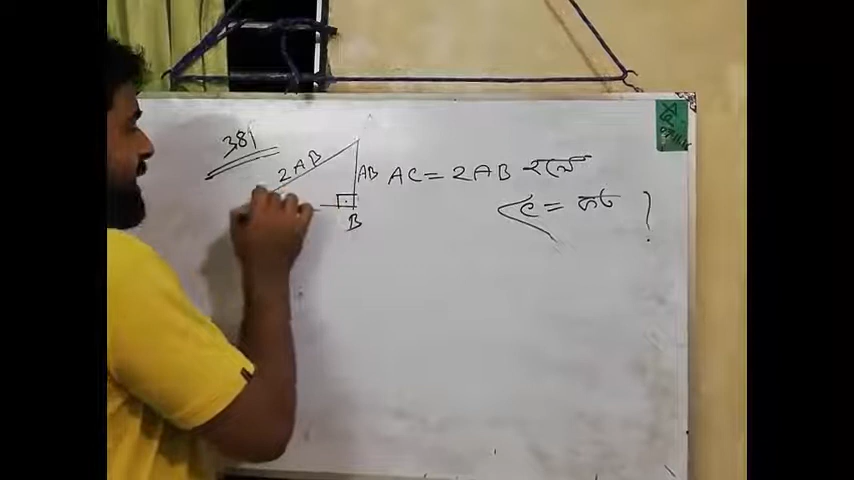 38।
2AB
AB
AC = 2AB হলে
<C = কত ?
B